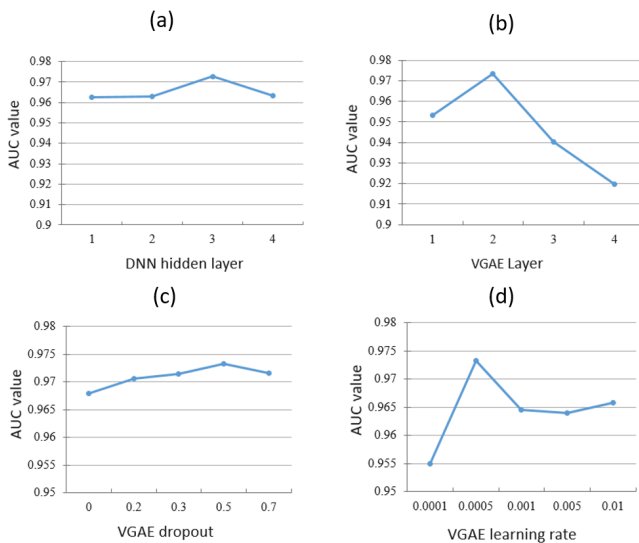 (a)
0.98
0.97
0.96
0.95
0.94
0.93
0.92
0.91
0.9
AUC value
1 2 3 4
DNN hidden layer
(b)
0.98
0.97
0.96
0.95
0.94
0.93
0.92
0.91
0.9
AUC value
1 2 3 4
VGAE Layer
(c)
0.98
0.975
0.97
0.965
0.96
0.955
0.95
AUC value
0 0.2 0.3 0.5 0.7
VGAE dropout
(d)
0.98
0.975
0.97
0.965
0.96
0.955
0.95
AUC value
0.0001 0.0005 0.001 0.005 0.01
VGAE learning rate